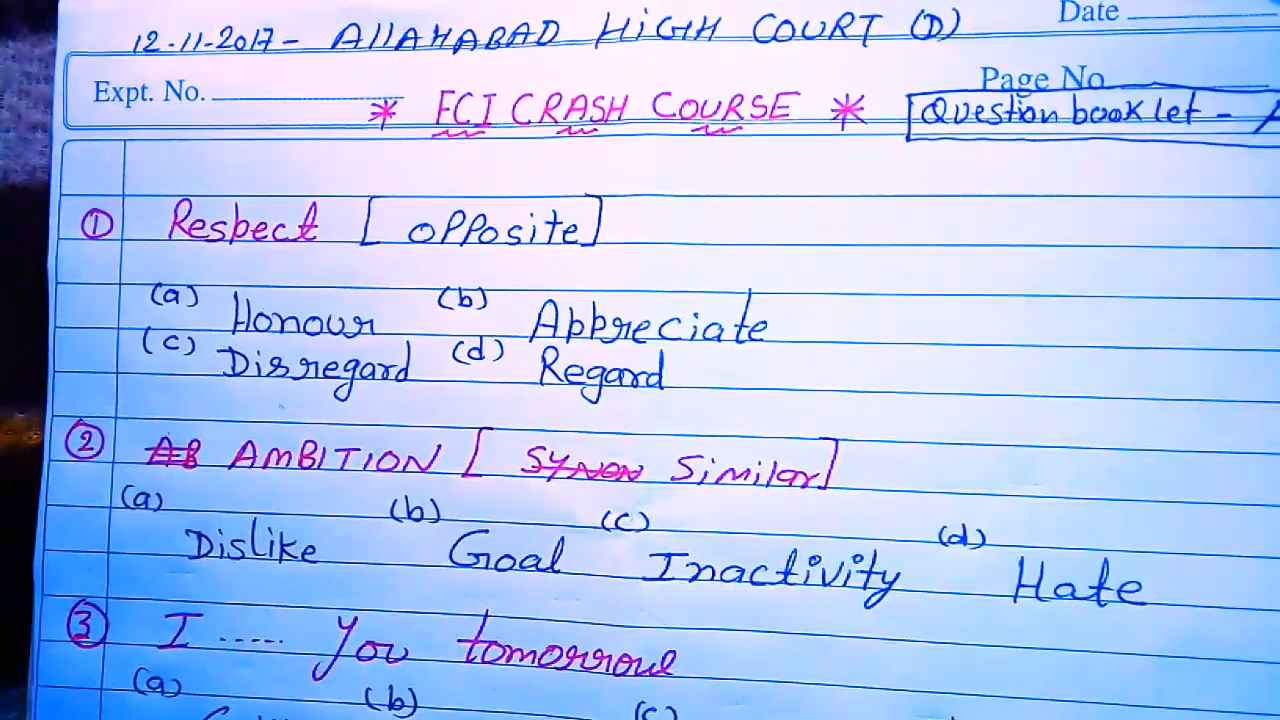 12-11-2017- ALLAHABAD HIGH COURT (D)
Date
Expt. No.
Page No
* FCI CRASH COURSE *
Question booklet -
① Respect [opposite]
(a) Honour (b) Appreciate
(c) Disregard (d) Regard
② AB AMBITION [SYNON Similar]
(a) Dislike (b) Goal (c) Inactivity (d) Hate
③ I ..... you tomorrow
(a) (b) (c)